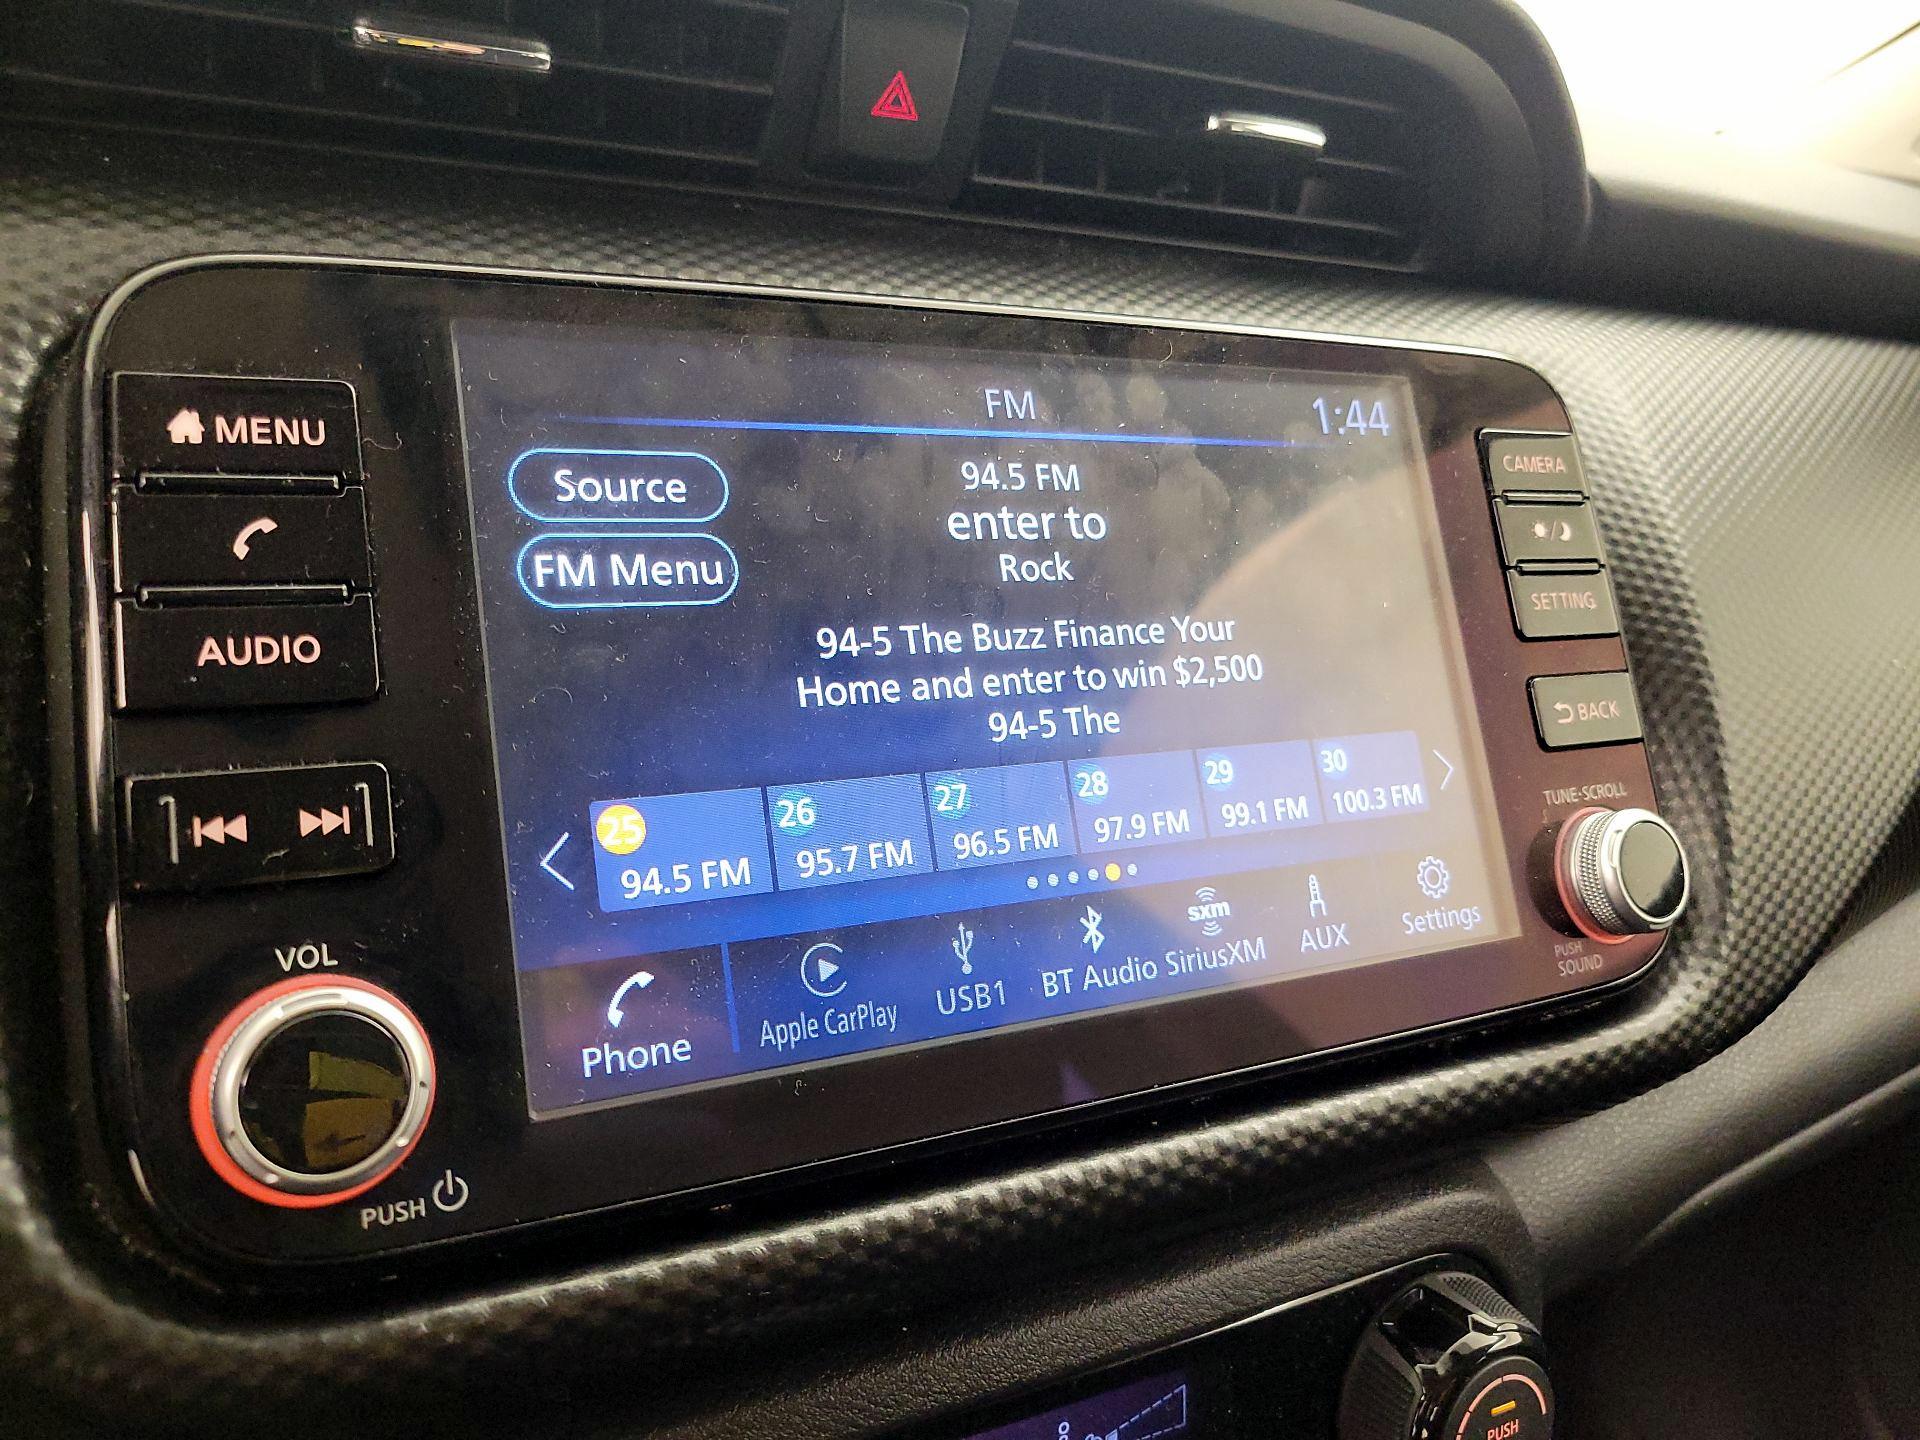 MENU
AUDIO
VOL
PUSH
FM
1:44
Source
FM Menu
94.5 FM
enter to
Rock
94-5 The Buzz Finance Your
Home and enter to win $2,500
94-5 The
25
94.5 FM
26
95.7 FM
27
96.5 FM
28
97.9 FM
29
99.1 FM
30
100.3 FM
Phone
Apple CarPlay
USB1
BT Audio
sxm
SiriusXM
AUX
Settings
CAMERA
SETTING
BACK
TUNE·SCROLL
PUSH
SOUND
PUSH